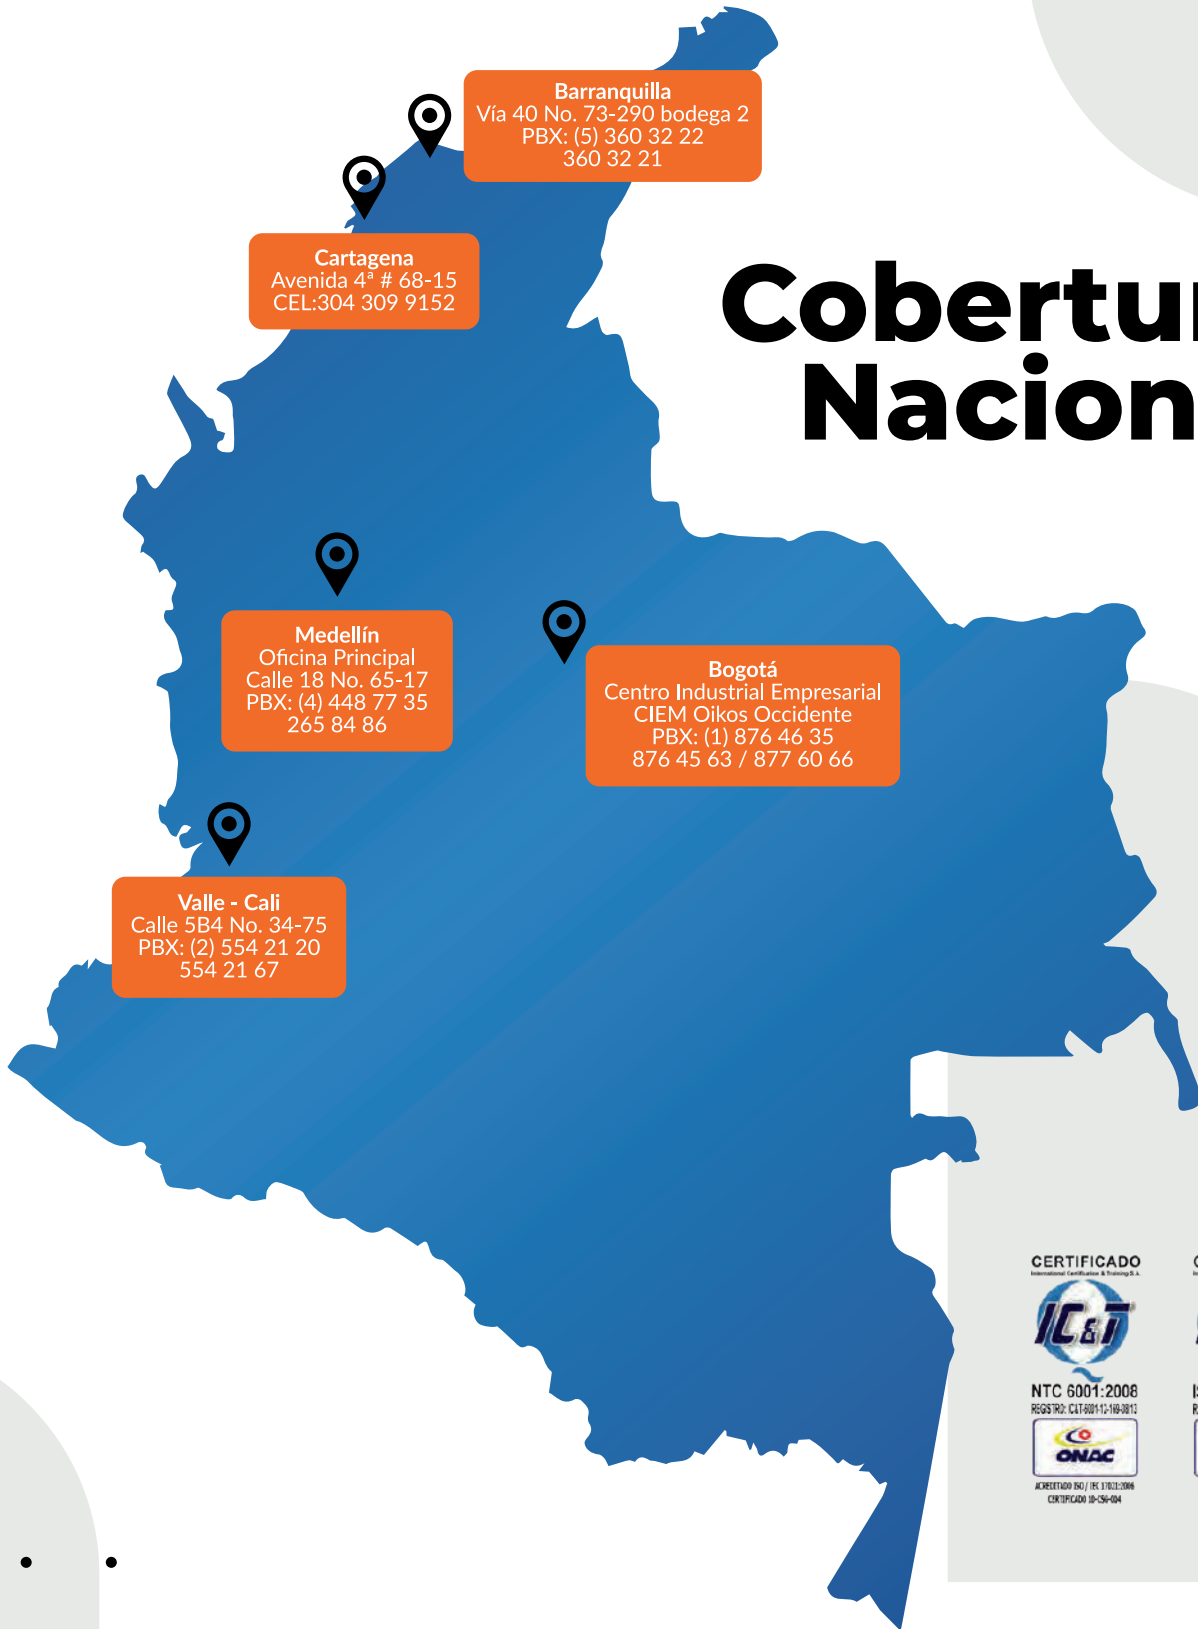 Barranquilla
Vía 40 No. 73-290 bodega 2
PBX: (5) 360 32 22
360 32 21
Cartagena
Avenida 4ª # 68-15
CEL:304 309 9152
Cobertu
Nacion
Medellín
Oficina Principal
Calle 18 No. 65-17
PBX: (4) 448 77 35
265 84 86
Bogotá
Centro Industrial Empresarial
CIEM Oikos Occidente
PBX: (1) 876 46 35
876 45 63 / 877 60 66
Valle - Cali
Calle 5B4 No. 34-75
PBX: (2) 554 21 20
554 21 67
CERTIFICADO
International Certification & Training S.A.
IC&T
NTC 6001:2008
ONAC
CERTIFICADO